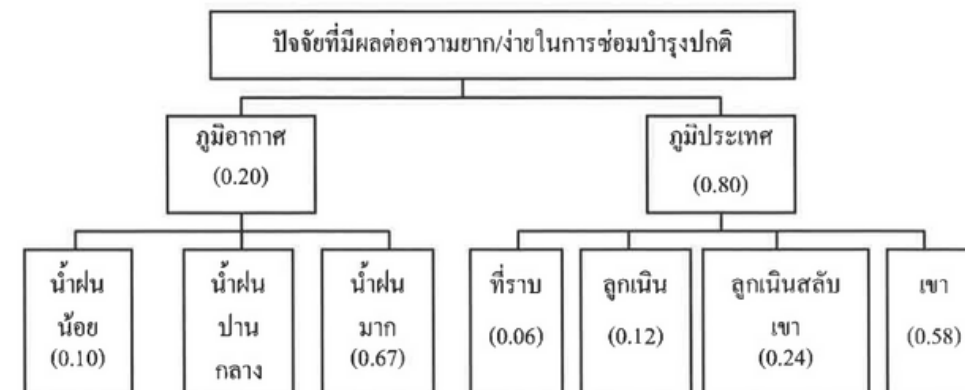 ปัจจัยที่มีผลต่อความยาก/ง่ายในการซ่อมบำรุงปกติ
ภูมิอากาศ
(0.20)
ภูมิประเทศ
(0.80)
น้ำฝน
น้อย
(0.10)
น้ำฝน
ปาน
กลาง
น้ำฝน
มาก
(0.67)
ที่ราบ
(0.06)
ลูกเนิน
(0.12)
ลูกเนินสลับ
เขา
(0.24)
เขา
(0.58)